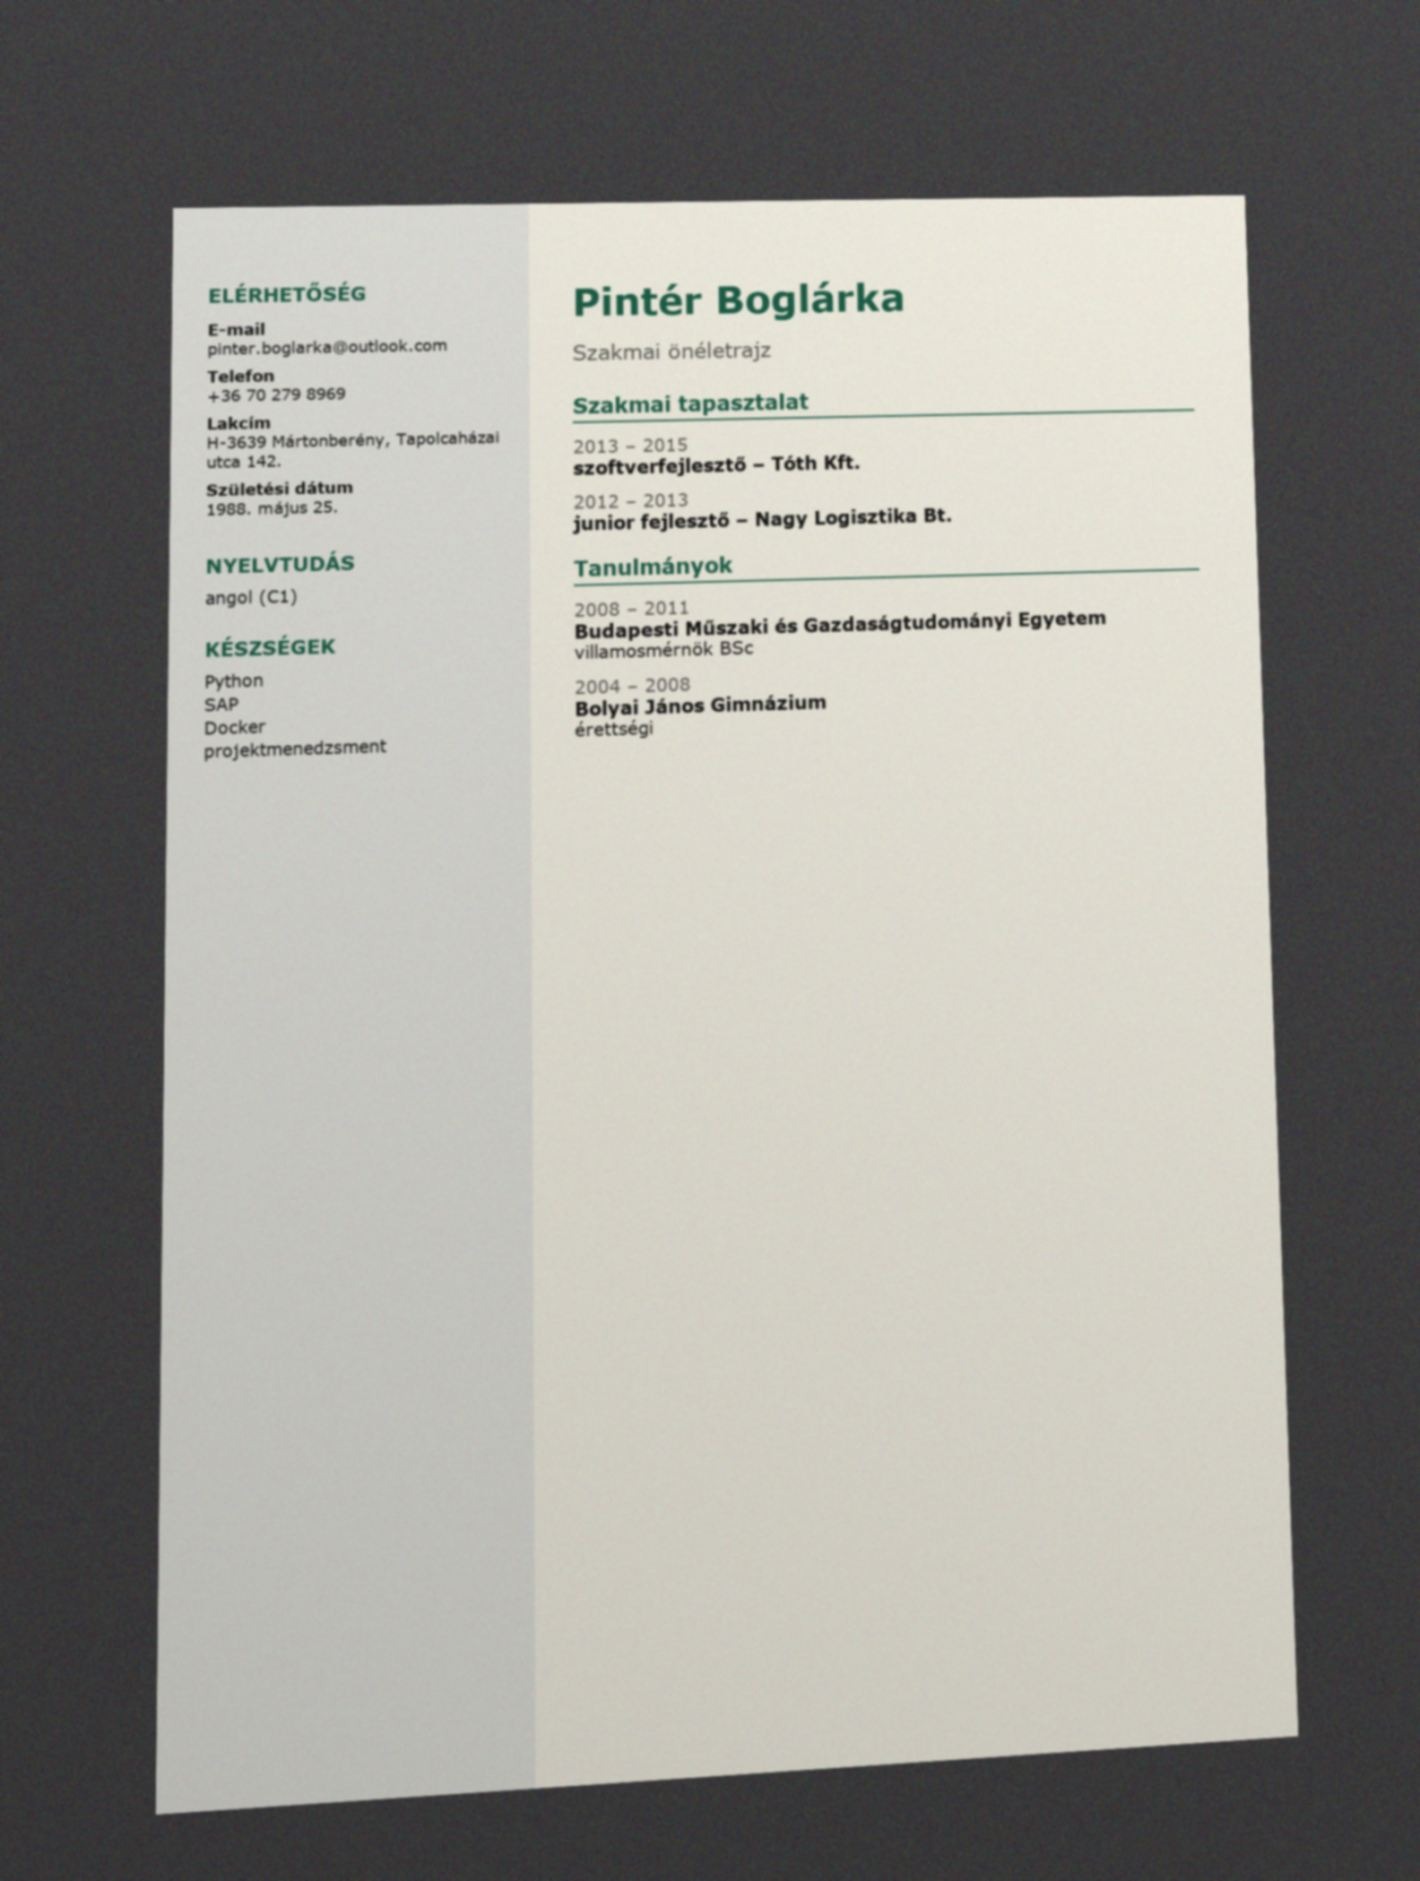 ELÉRHETŐSÉG
E-mail
pinter.boglarka@outlook.com
Telefon
+36 70 279 8969
Lakcím
H-3639 Mártonberény, Tapolcaházai
utca 142.
Születési dátum
1988. május 25.
NYELVTUDÁS
angol (C1)
KÉSZSÉGEK
Python
SAP
Docker
projektmenedzsment
Pintér Boglárka
Szakmai önéletrajz
Szakmai tapasztalat
2013 – 2015
szoftverfejlesztő – Tóth Kft.
2012 – 2013
junior fejlesztő – Nagy Logisztika Bt.
Tanulmányok
2008 – 2011
Budapesti Műszaki és Gazdaságtudományi Egyetem
villamosmérnök BSc
2004 – 2008
Bolyai János Gimnázium
érettségi